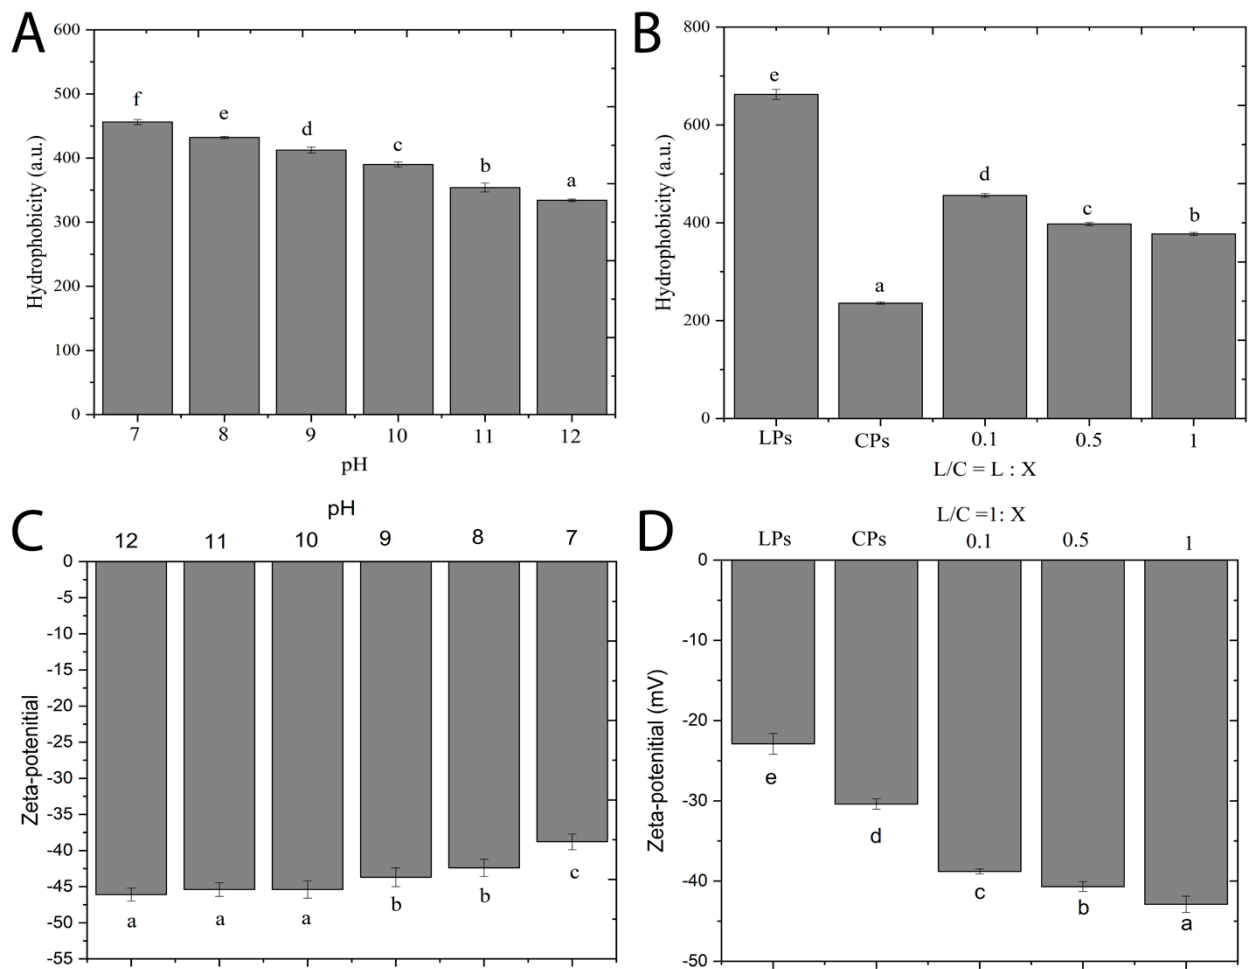 A
600
500
400
300
200
100
0
Hydrophobicity (a.u.)
f
e
d
c
b
a
7 8 9 10 11 12
pH
B
800
600
400
200
0
Hydrophobicity (a.u.)
e
a
d
c
b
LPs CPs 0.1 0.5 1
L/C = L : X
C
pH
12 11 10 9 8 7
0
-5
-10
-15
-20
-25
-30
-35
-40
-45
-50
-55
Zeta-potenitial
a
a
a
b
b
c
D
L/C =1: X
LPs CPs 0.1 0.5 1
0
-10
-20
-30
-40
-50
Zeta-potenitial (mV)
e
d
c
b
a